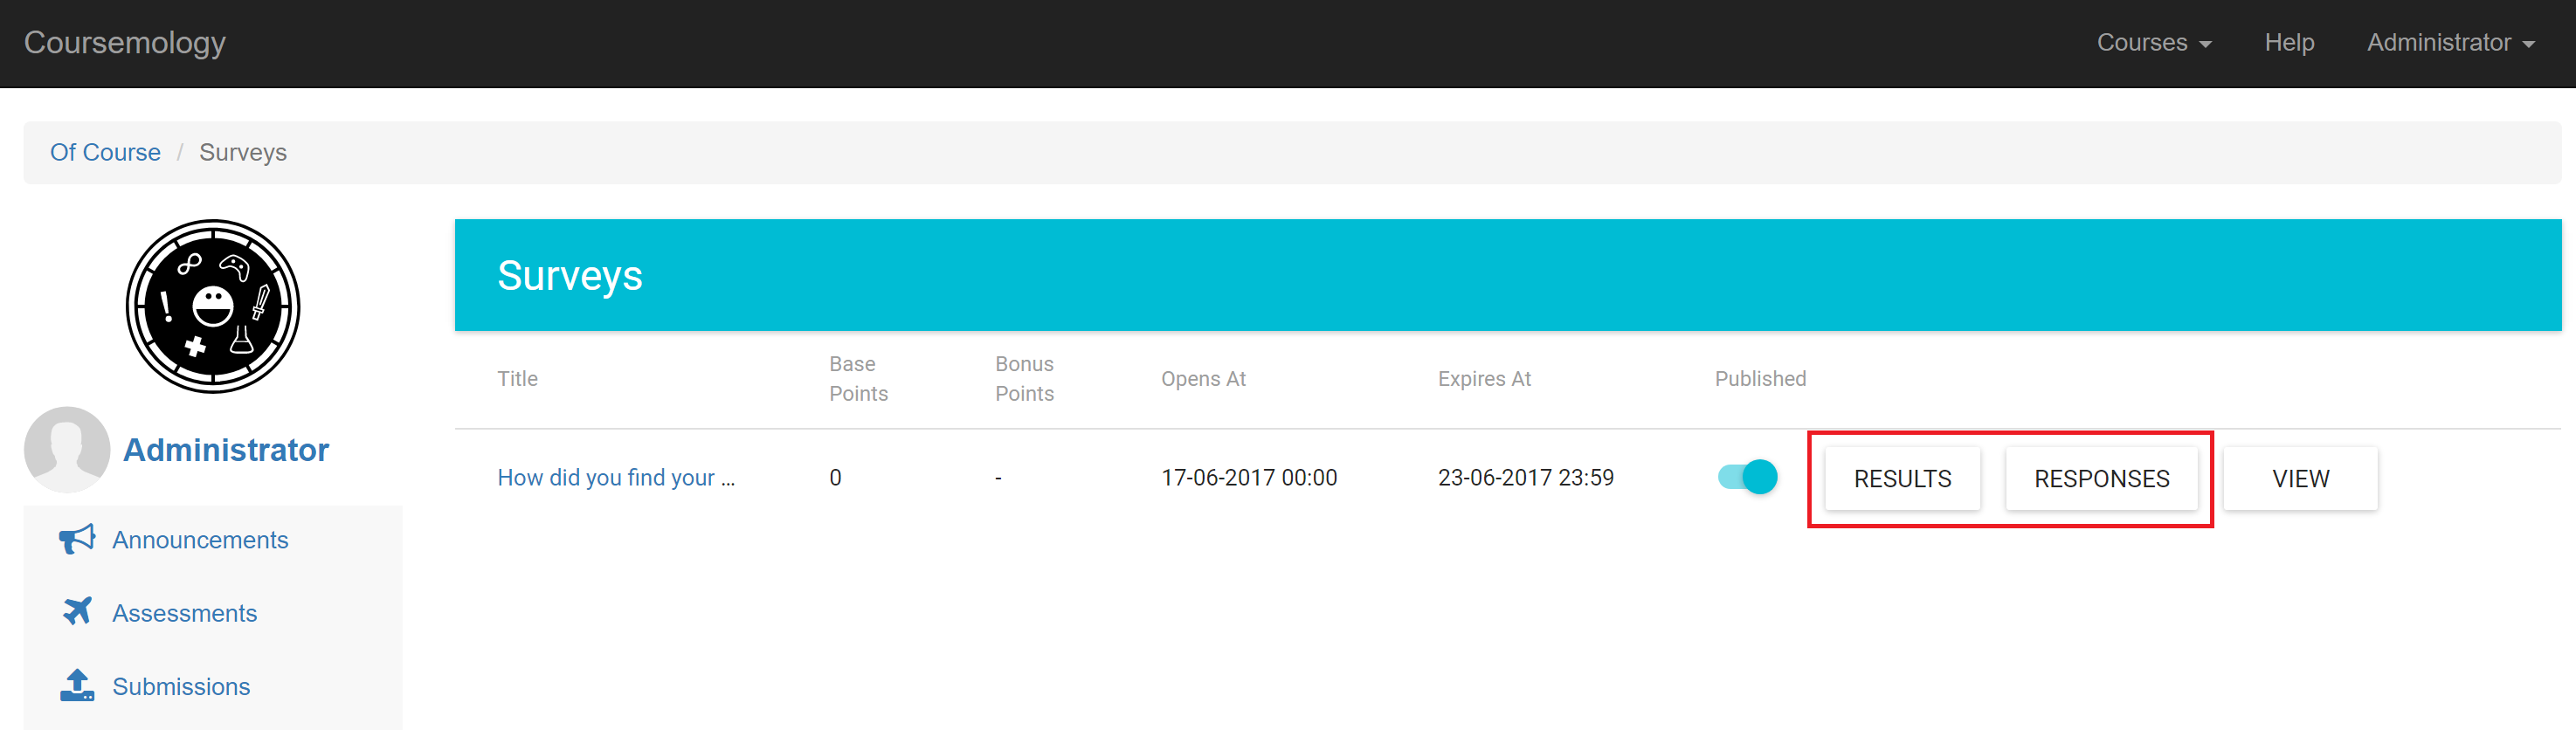 Coursemology Courses Help Administrator
Of Course / Surveys
Surveys
Title Base Points Bonus Points Opens At Expires At Published
How did you find your ... 0 - 17-06-2017 00:00 23-06-2017 23:59 RESULTS RESPONSES VIEW
Administrator
Announcements
Assessments
Submissions